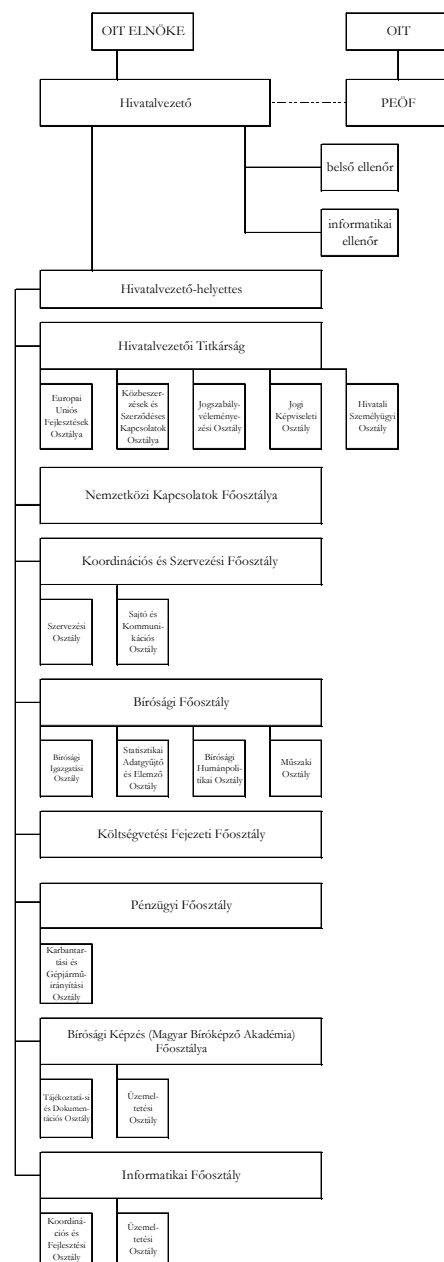 OIT ELNÖKE
OIT
Hivatalvezető
PEÖF
belső ellenőr
informatikai
ellenőr
Hivatalvezető-helyettes
Hivatalvezetői Titkárság
Europai
Uniós
Fejlesztések
Osztálya
Közbeszer-
zések és
Szerződéses
Kapcsolatok
Osztálya
Jogszabály-
véleménye-
zési Osztály
Jogi
Képviseleti
Osztály
Hivatali
Személyügyi
Osztály
Nemzetközi Kapcsolatok Főosztálya
Koordinációs és Szervezési Főosztály
Szervezési
Osztály
Sajtó és
Kommuni-
kációs
Osztály
Bírósági Főosztály
Bírósági
Igazgatási
Osztály
Statisztikai
Adatgyűjtő
és Elemző
Osztály
Bírósági
Humánpoli-
tikai Osztály
Műszaki
Osztály
Költségvetési Fejezeti Főosztály
Pénzügyi Főosztály
Karbantar-
tási és
Gépjármű-
irányítási
Osztály
Bírósági Képzés (Magyar Bíróképző Akadémia)
Főosztálya
Tájékoztatá-si
és Dokumen-
tációs Osztály
Üzemel-
tetési
Osztály
Informatikai Főosztály
Koordiná-
ciós és
Fejlesztési
Osztály
Üzemel-
tetési
Osztály